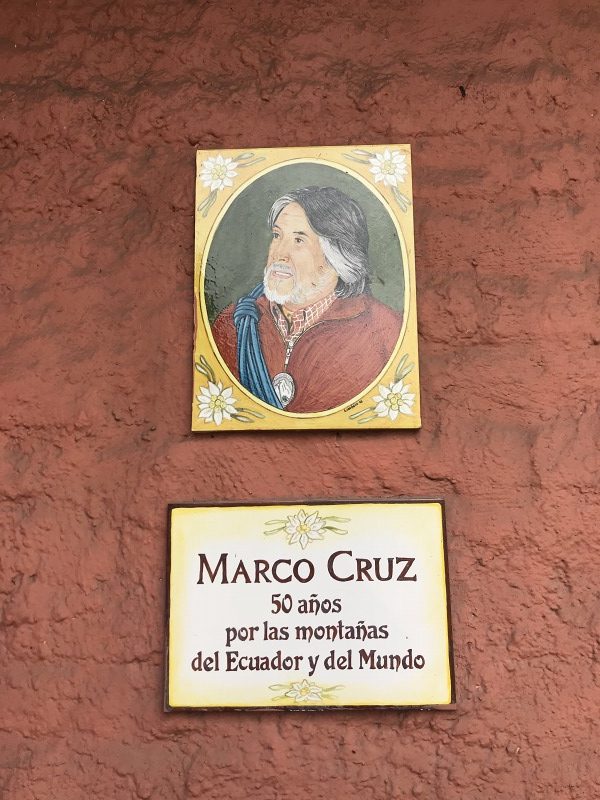 MARCO CRUZ
50 años
por las montañas
del Ecuador y del Mundo